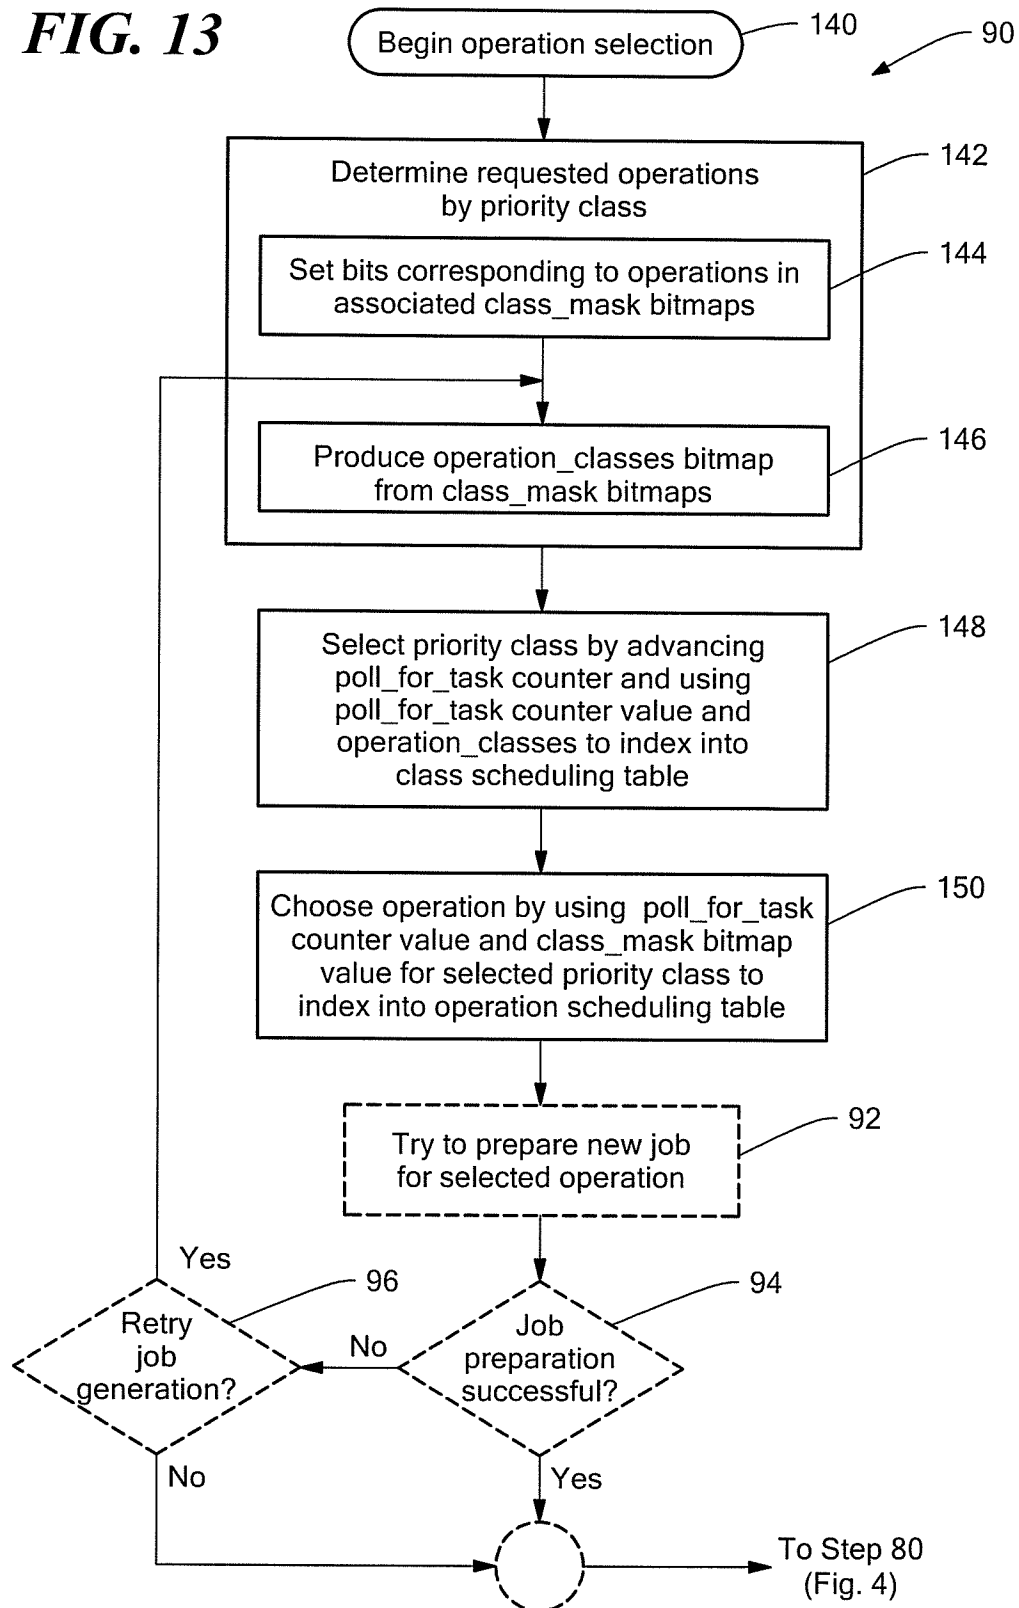 FIG. 13
Begin operation selection
140
90
142
Determine requested operations
by priority class
144
Set bits corresponding to operations in
associated class_mask bitmaps
146
Produce operation_classes bitmap
from class_mask bitmaps
148
Select priority class by advancing
poll_for_task counter and using
poll_for_task counter value and
operation_classes to index into
class scheduling table
150
Choose operation by using poll_for_task
counter value and class_mask bitmap
value for selected priority class to
index into operation scheduling table
92
Try to prepare new job
for selected operation
Yes
96
94
Retry
job
generation?
No
Job
preparation
successful?
No
Yes
To Step 80
(Fig. 4)